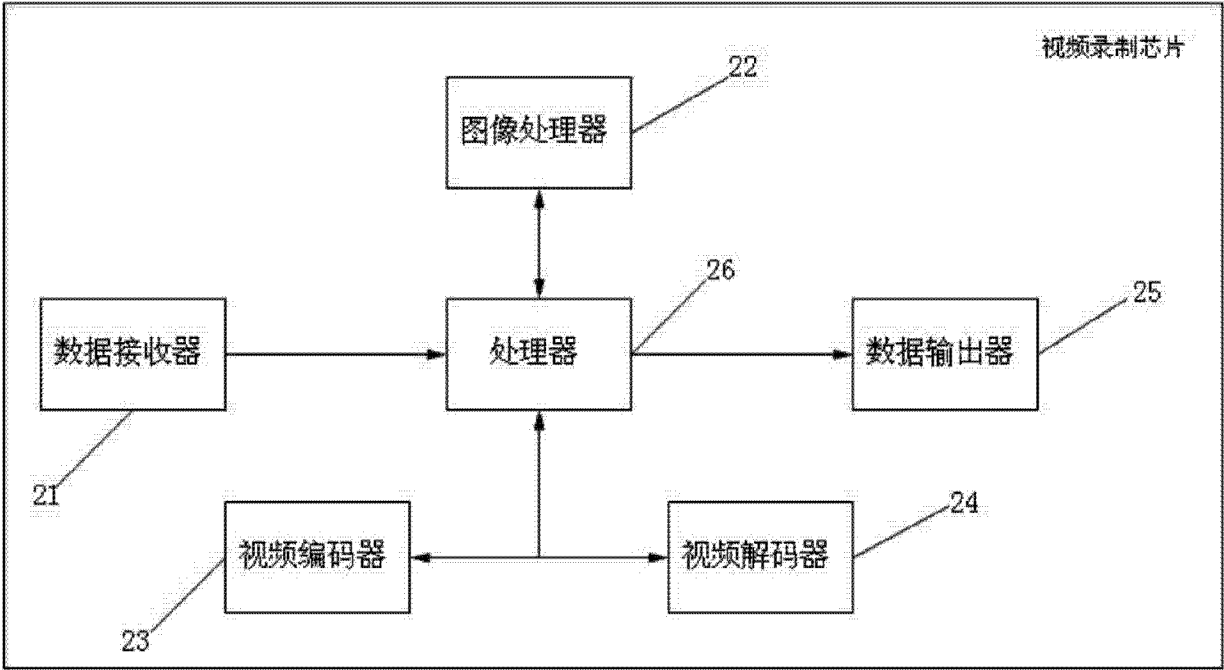 视频录制芯片
22
图像处理器
26
25
数据接收器
处理器
数据输出器
21
24
视频编码器
视频解码器
23